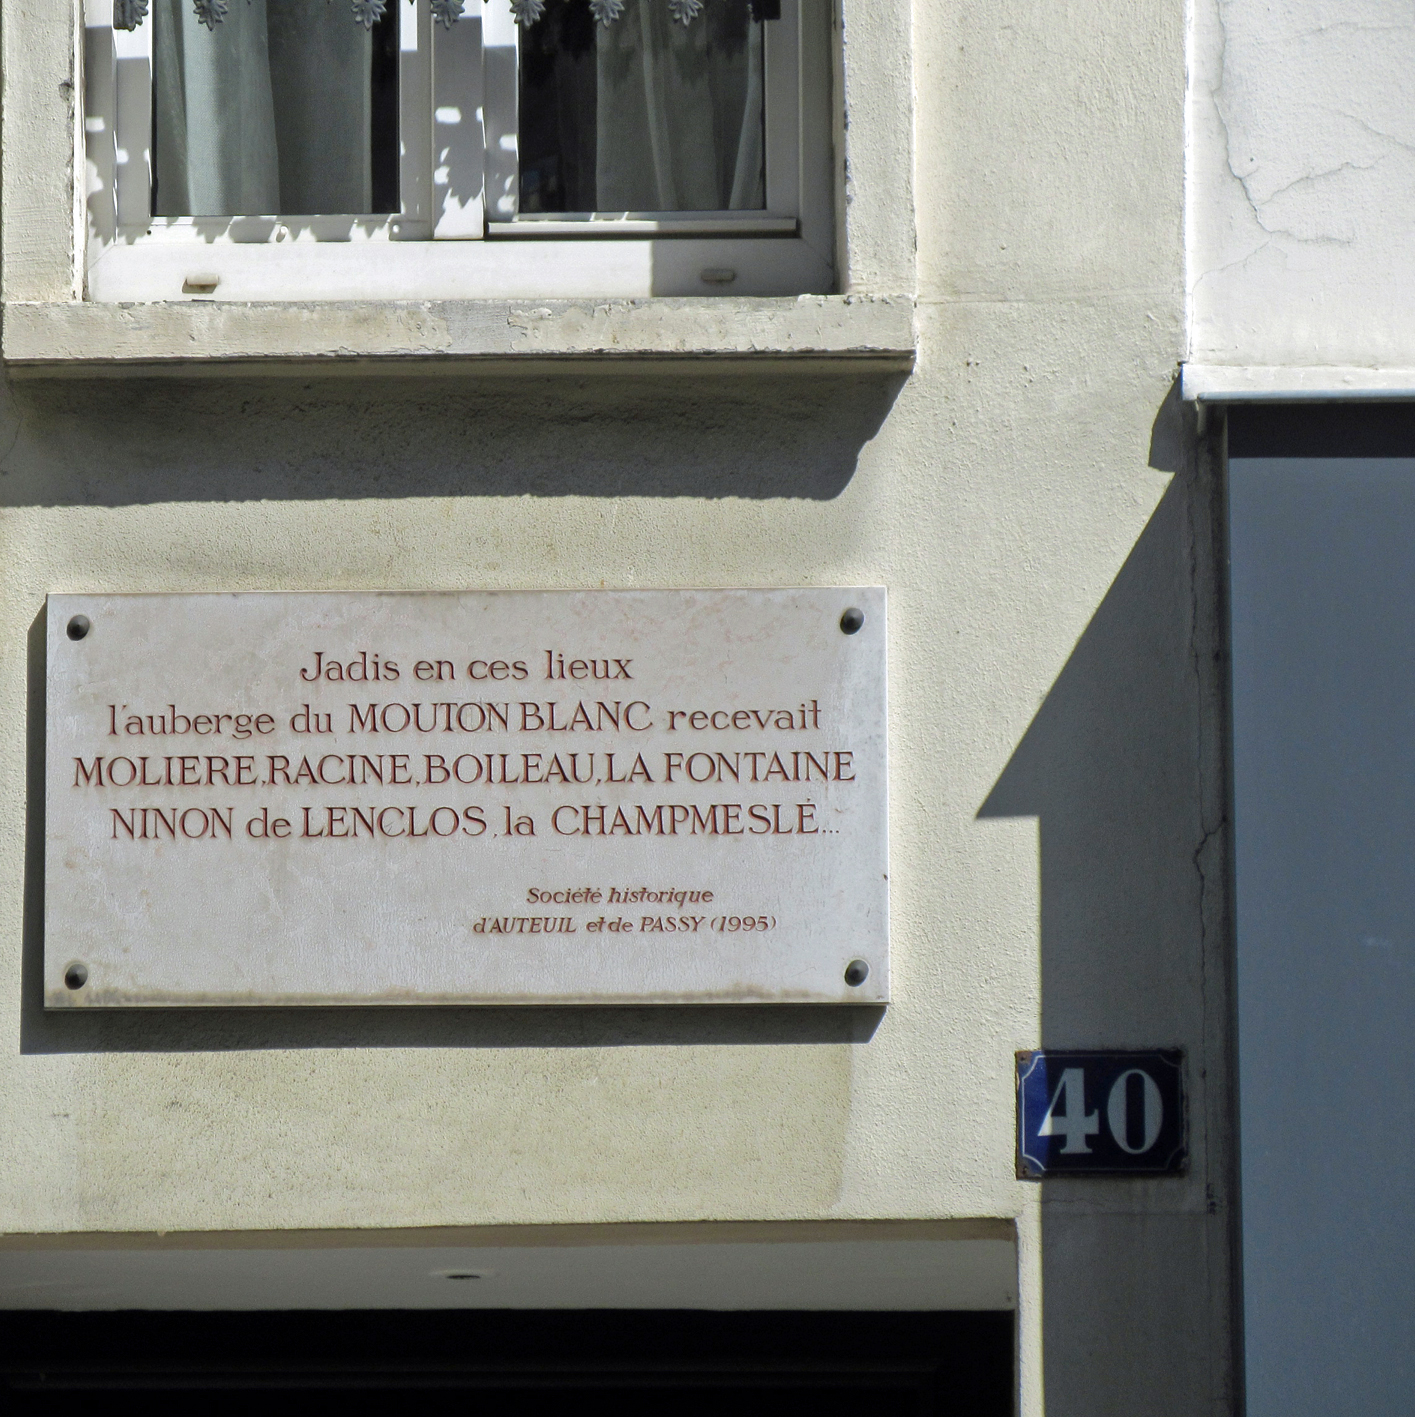 Jadis en ces lieux
l'auberge du MOUTON BLANC recevait
MOLIERE, RACINE, BOILEAU, LA FONTAINE
NINON de LENCLOS, la CHAMPMESLÉ...
Société historique
d'AUTEUIL et de PASSY (1995)
40